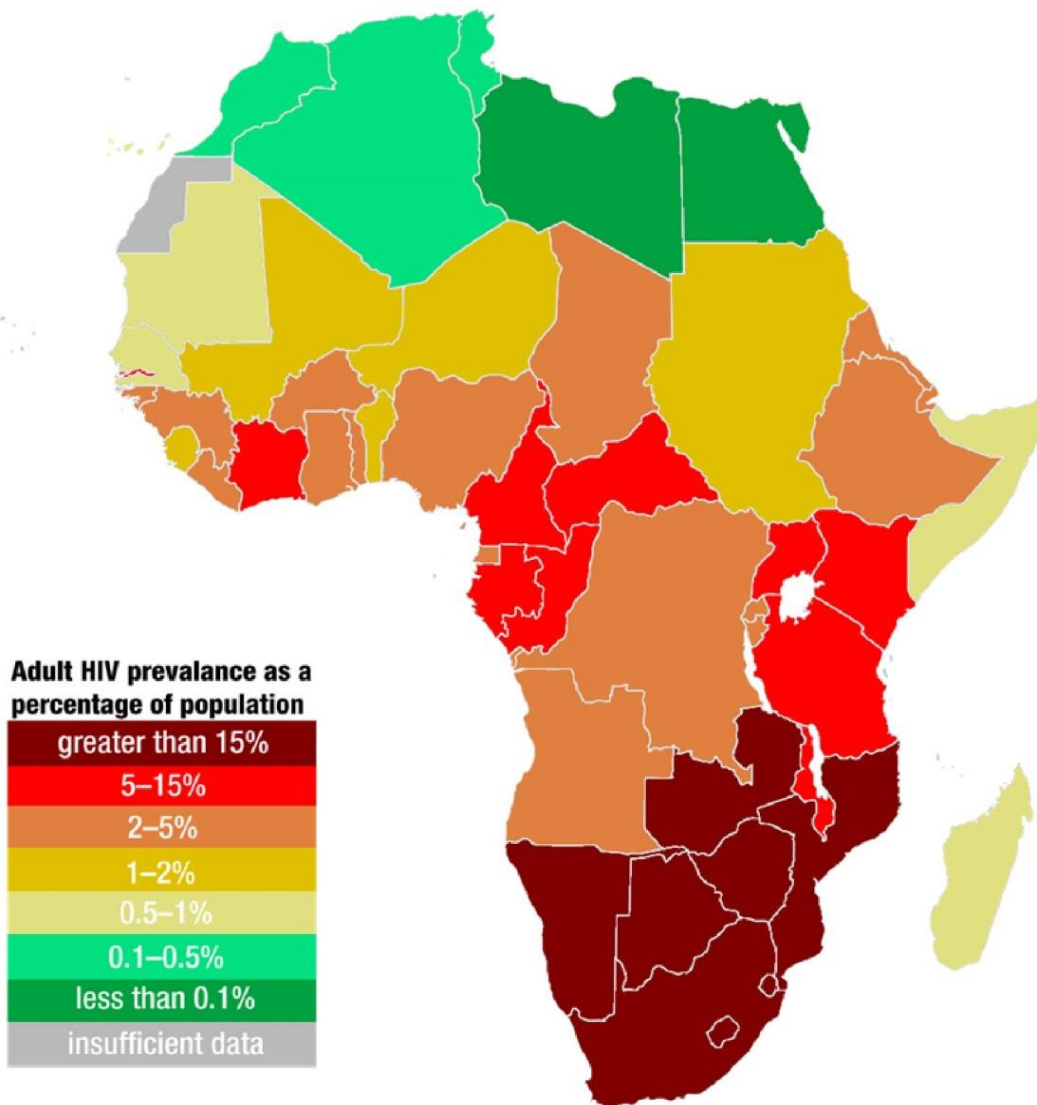 Adult HIV prevalance as a
percentage of population
greater than 15%
5–15%
2–5%
1–2%
0.5–1%
0.1–0.5%
less than 0.1%
insufficient data